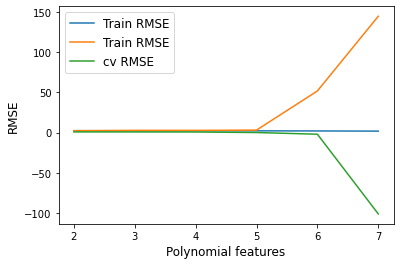 150
100
50
0
−50
−100
RMSE
Train RMSE
Train RMSE
cv RMSE
2 3 4 5 6 7
Polynomial features